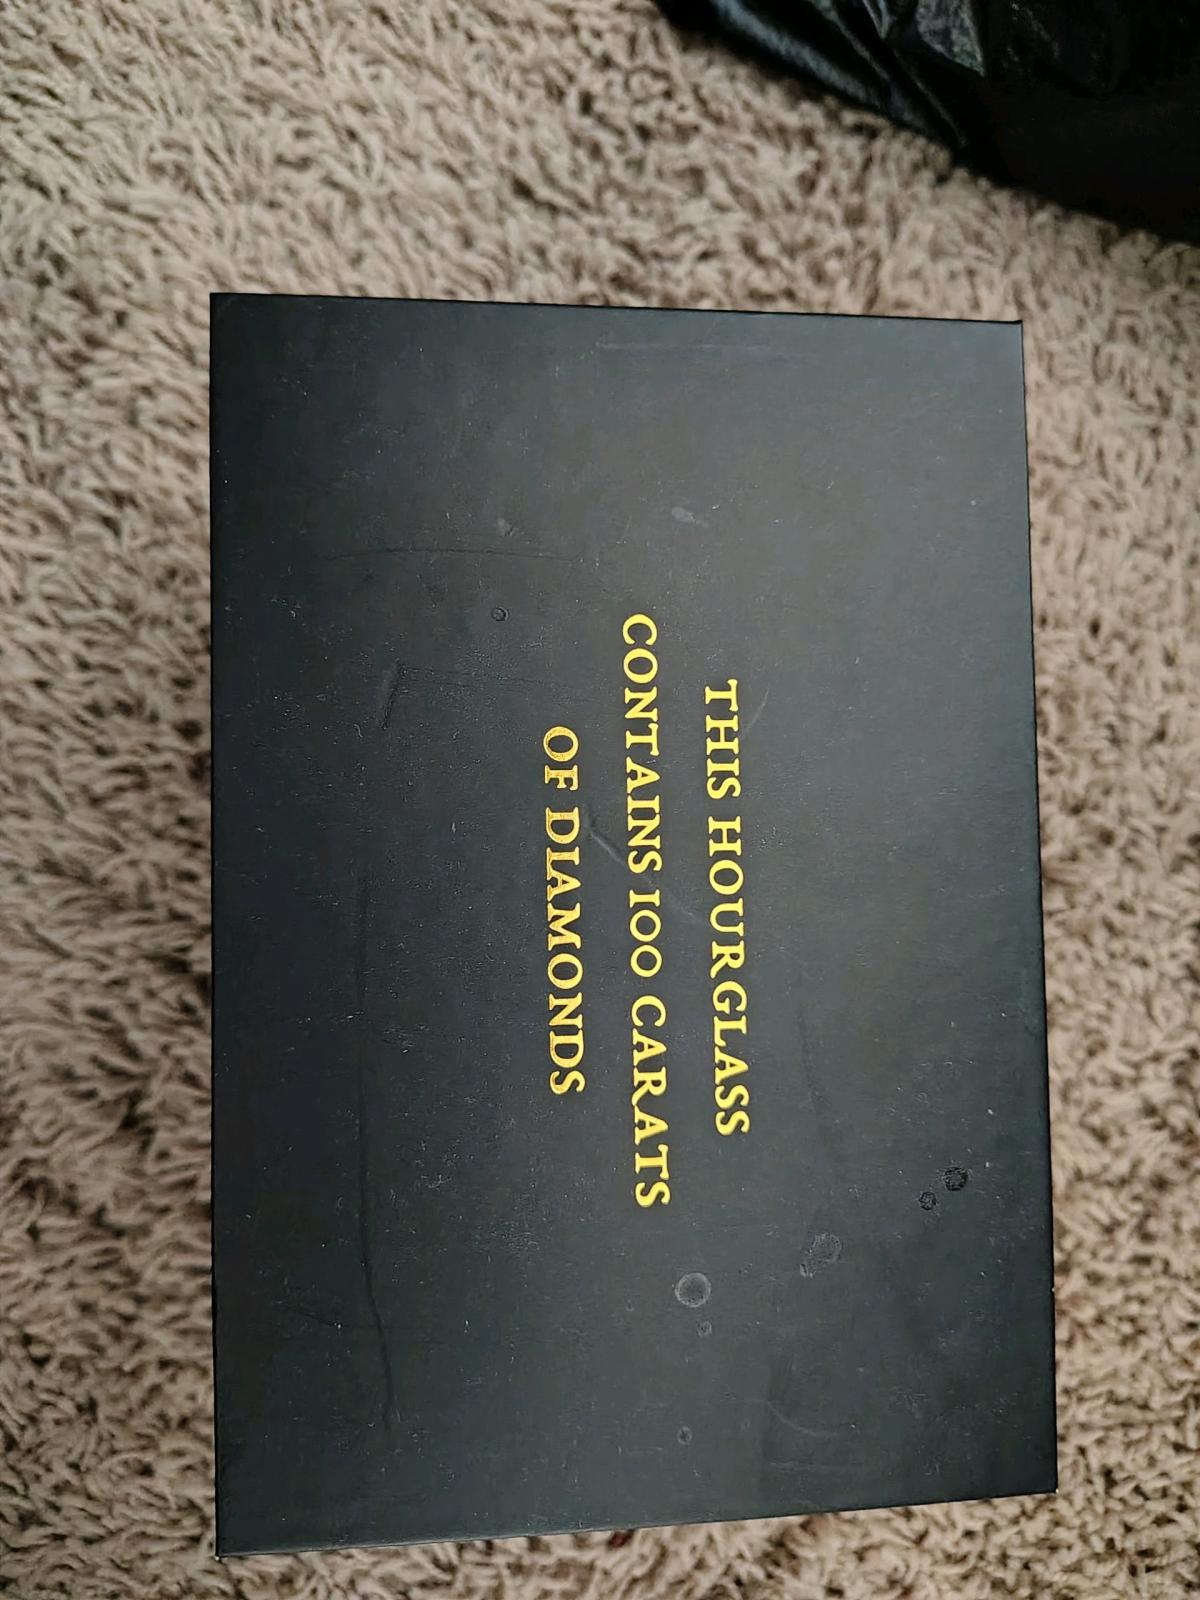 THIS HOURGLASS
CONTAINS 100 CARATS
OF DIAMONDS